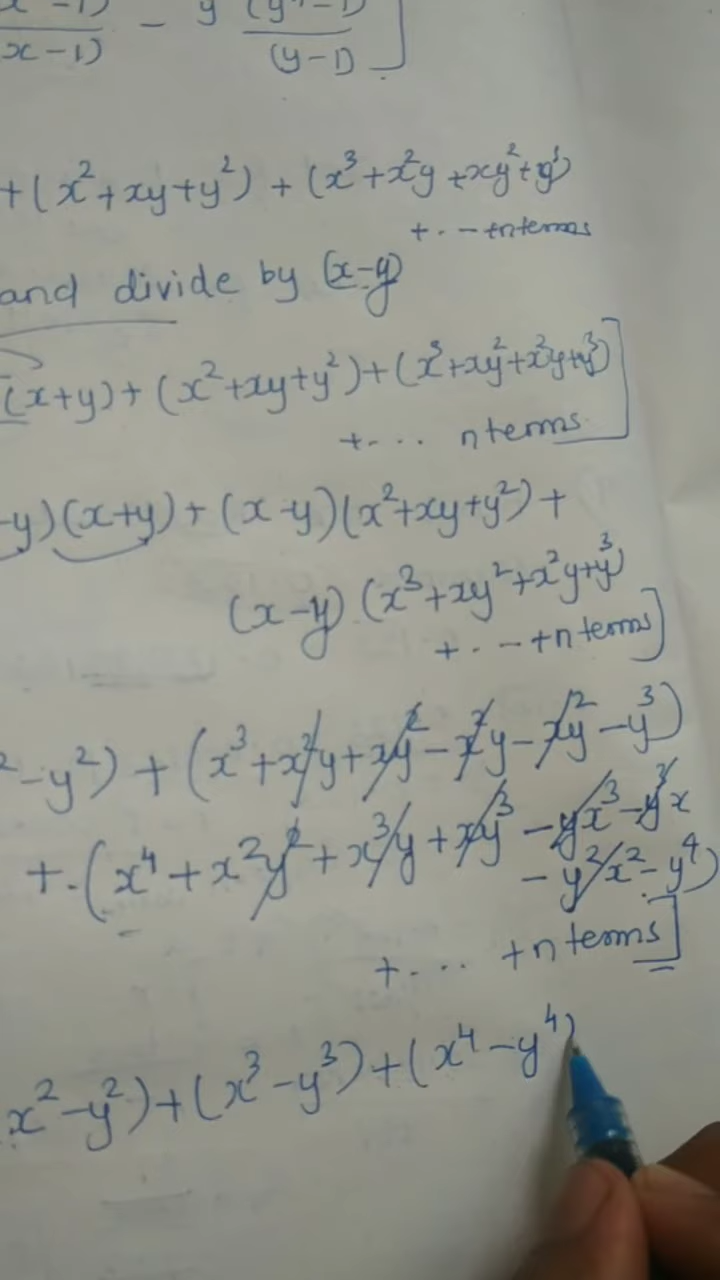 x - 1) - y (y
(x - 1) (y-1) ]
+ (x² + xy + y²) + (x³ + x²y + xy² + y³)
+ . - + n terms
and divide by (x-y)
(x+y) + (x² + xy + y²) + (x³ + xy² + x²y + y³) ]
+ . . . n terms
-y)(x+y) + (x-y)(x² + xy + y²) +
(x-y) (x³ + xy² + x²y + y³)
+ . - + n terms ]
² - y²) + (x³ + x²y + xy² - x²y - xy² - y³)
+ . (x⁴ + x²y² + x³y + xy³ - yx³ - y³x
- y²x² - y⁴)
+ . . . + n terms ]
x² - y²) + (x³ - y³) + (x⁴ - y⁴)